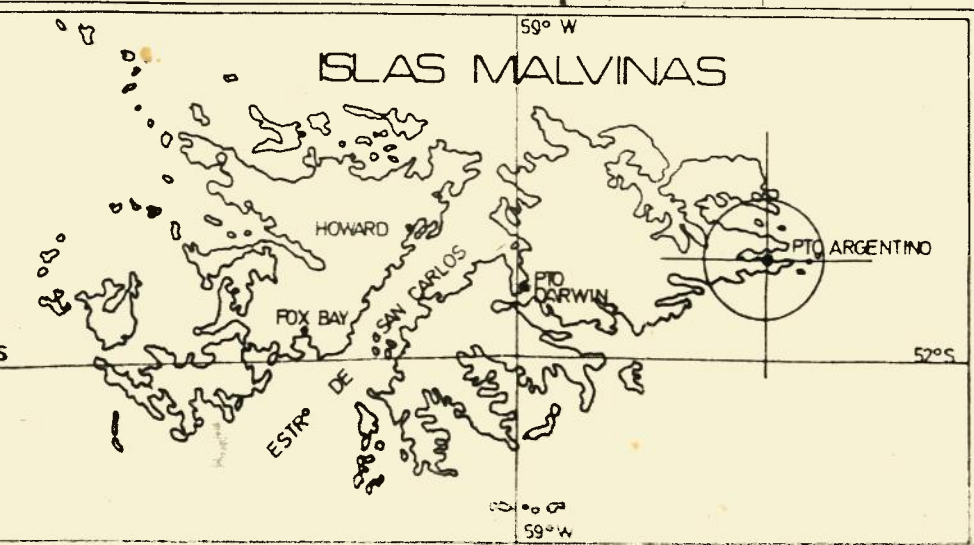 59° W
ISLAS MALVINAS
HOWARD
PTO ARGENTINO
SAN CARLOS
PTO
DARWIN
FOX BAY
S
52°S
DE
ESTRº
59° W